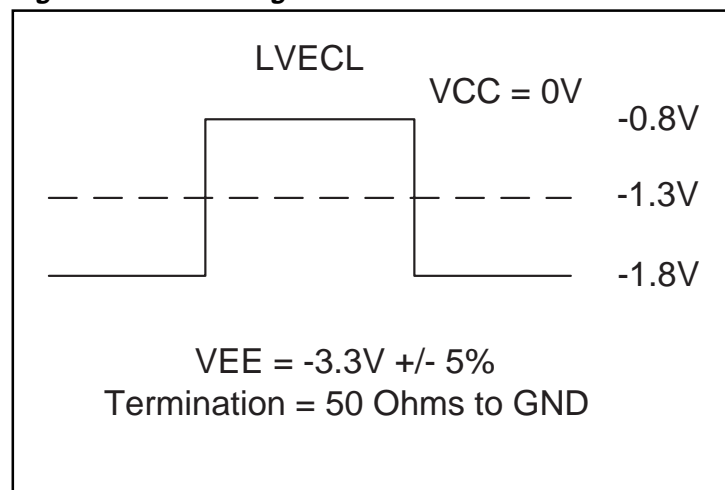 LVECL
VCC = 0V
-0.8V
-1.3V
-1.8V
VEE = -3.3V +/- 5%
Termination = 50 Ohms to GND